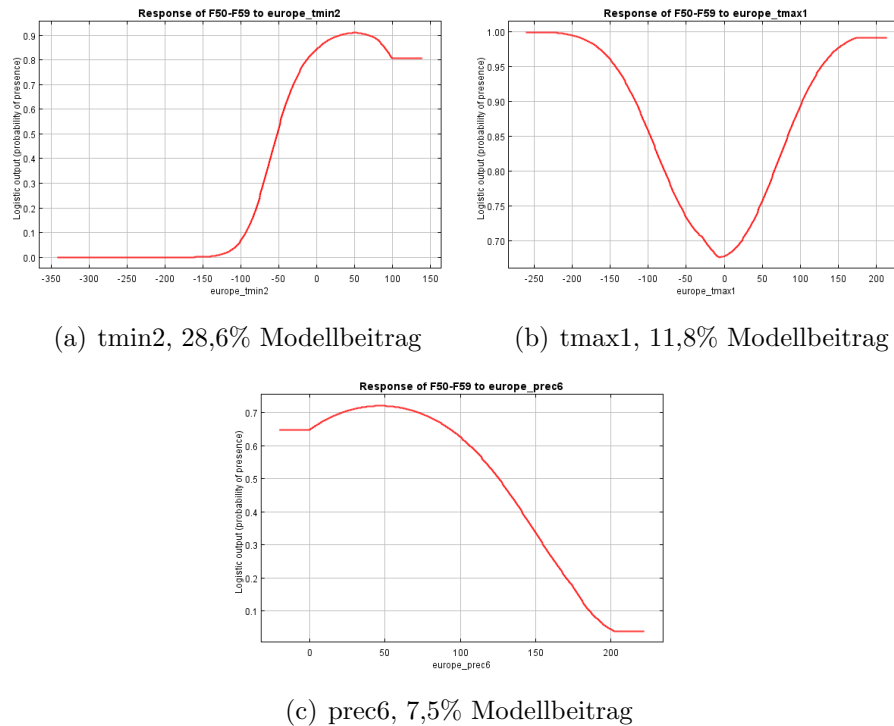 Response of F50-F59 to europe_tmin2
Logistic output (probability of presence)
0.9
0.8
0.7
0.6
0.5
0.4
0.3
0.2
0.1
0.0
-350 -300 -250 -200 -150 -100 -50 0 50 100 150
europe_tmin2
(a) tmin2, 28,6% Modellbeitrag
Response of F50-F59 to europe_tmax1
Logistic output (probability of presence)
1.00
0.95
0.90
0.85
0.80
0.75
0.70
-250 -200 -150 -100 -50 0 50 100 150 200
europe_tmax1
(b) tmax1, 11,8% Modellbeitrag
Response of F50-F59 to europe_prec6
Logistic output (probability of presence)
0.7
0.6
0.5
0.4
0.3
0.2
0.1
0 50 100 150 200
europe_prec6
(c) prec6, 7,5% Modellbeitrag